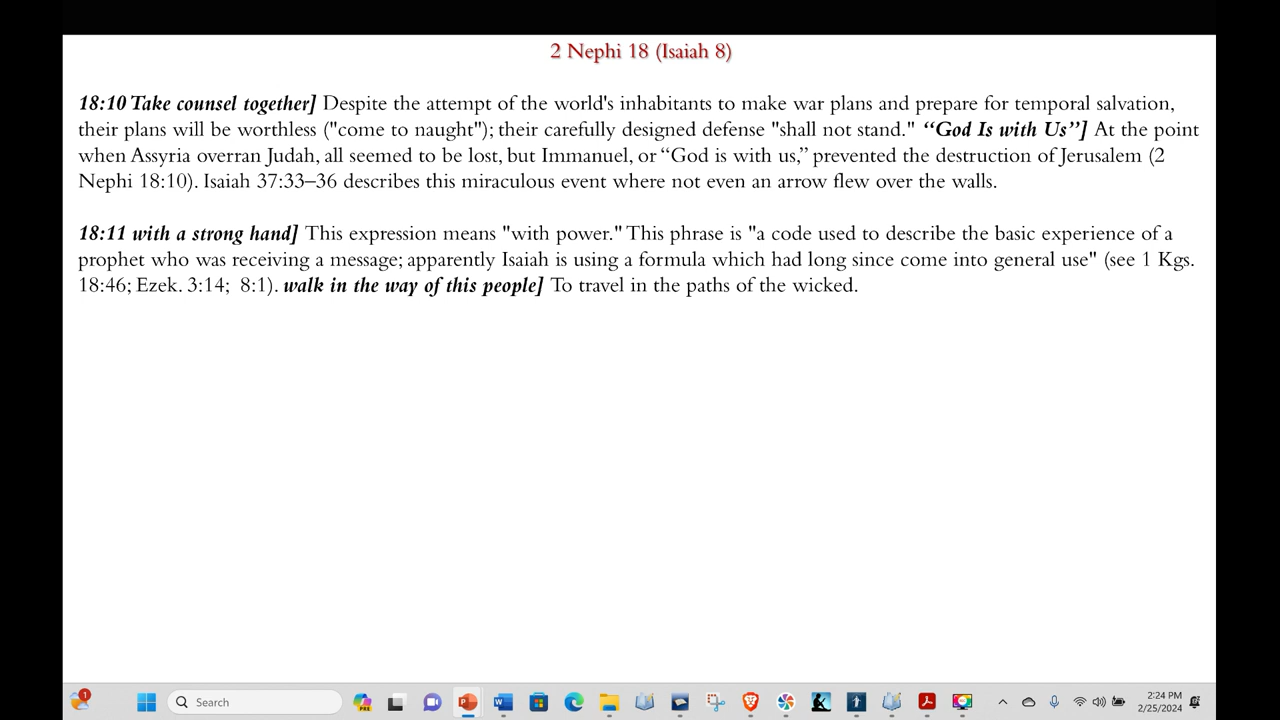 2 Nephi 18 (Isaiah 8)
18:10 Take counsel together] Despite the attempt of the world's inhabitants to make war plans and prepare for temporal salvation,
their plans will be worthless ("come to naught"); their carefully designed defense "shall not stand." “God Is with Us”] At the point
when Assyria overran Judah, all seemed to be lost, but Immanuel, or “God is with us,” prevented the destruction of Jerusalem (2
Nephi 18:10). Isaiah 37:33–36 describes this miraculous event where not even an arrow flew over the walls.
18:11 with a strong hand] This expression means "with power." This phrase is "a code used to describe the basic experience of a
prophet who was receiving a message; apparently Isaiah is using a formula which had long since come into general use" (see 1 Kgs.
18:46; Ezek. 3:14; 8:1). walk in the way of this people] To travel in the paths of the wicked.
1
Search
PRE
2:24 PM
2/25/2024